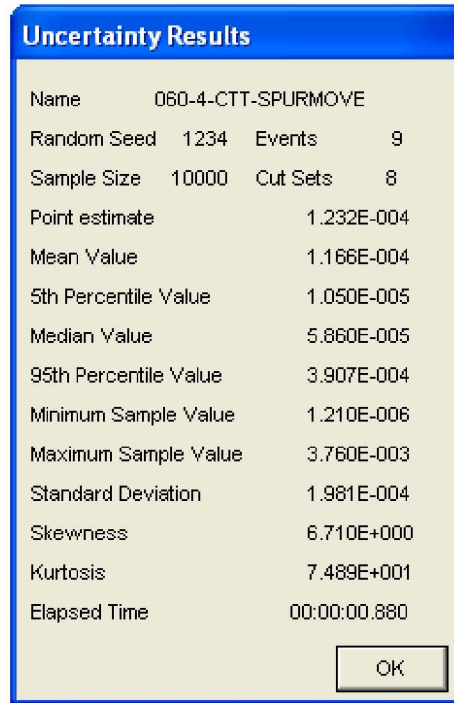 Uncertainty Results
Name 060-4-CTT-SPURMOVE
Random Seed 1234 Events 9
Sample Size 10000 Cut Sets 8
Point estimate 1.232E-004
Mean Value 1.166E-004
5th Percentile Value 1.050E-005
Median Value 5.860E-005
95th Percentile Value 3.907E-004
Minimum Sample Value 1.210E-006
Maximum Sample Value 3.760E-003
Standard Deviation 1.981E-004
Skewness 6.710E+000
Kurtosis 7.489E+001
Elapsed Time 00:00:00.880
OK